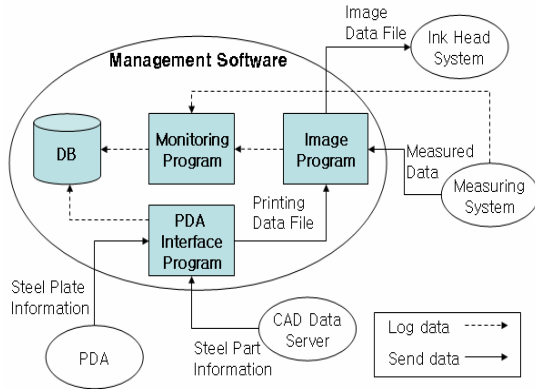 Image
Data File
Ink Head
System
Management Software
DB
Monitoring
Program
Image
Program
Measured
Data
Measuring
System
PDA
Interface
Program
Printing
Data File
Steel Plate
Information
PDA
Steel Part
Information
CAD Data
Server
Log data
Send data